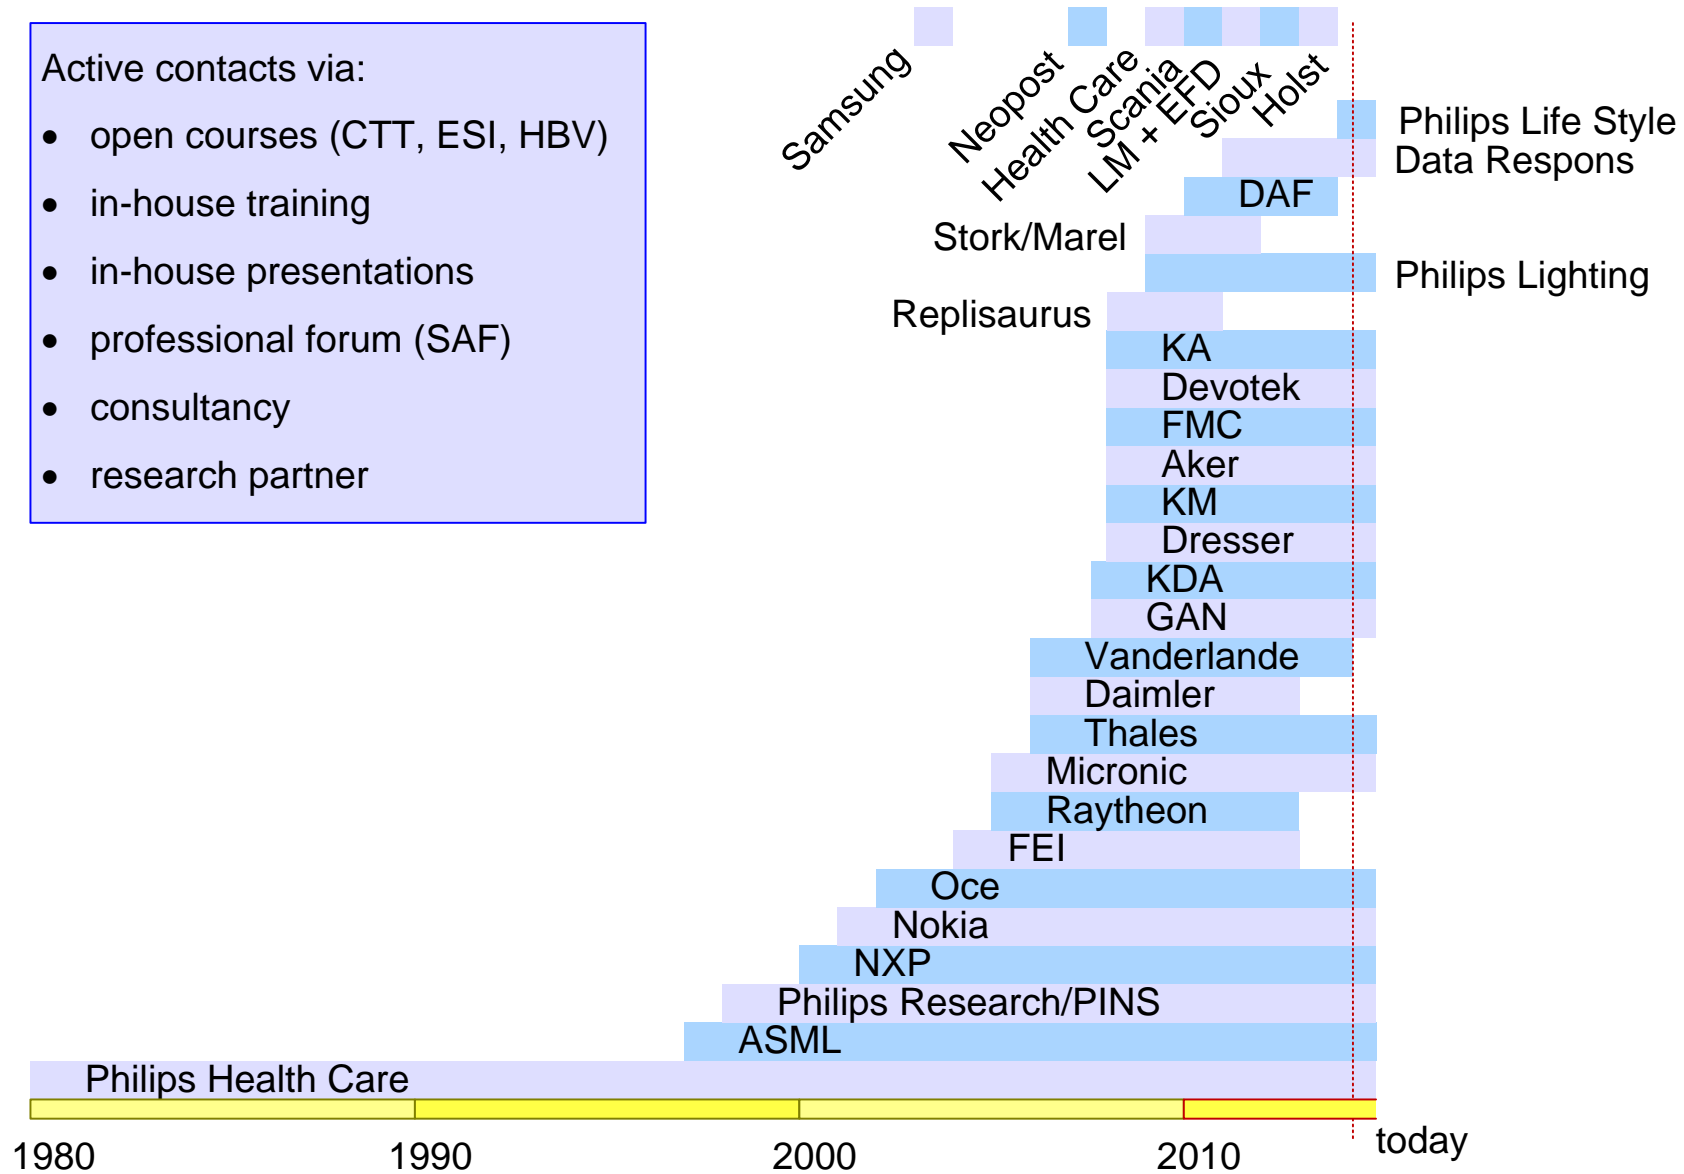 Active contacts via:
• open courses (CTT, ESI, HBV)
• in-house training
• in-house presentations
• professional forum (SAF)
• consultancy
• research partner
Samsung
Neopost
Health Care
Scania
LM + EFD
Sioux
Holst
Philips Life Style
Data Respons
DAF
Stork/Marel
Philips Lighting
Replisaurus
KA
Devotek
FMC
Aker
KM
Dresser
KDA
GAN
Vanderlande
Daimler
Thales
Micronic
Raytheon
FEI
Oce
Nokia
NXP
Philips Research/PINS
ASML
Philips Health Care
1980 1990 2000 2010 today